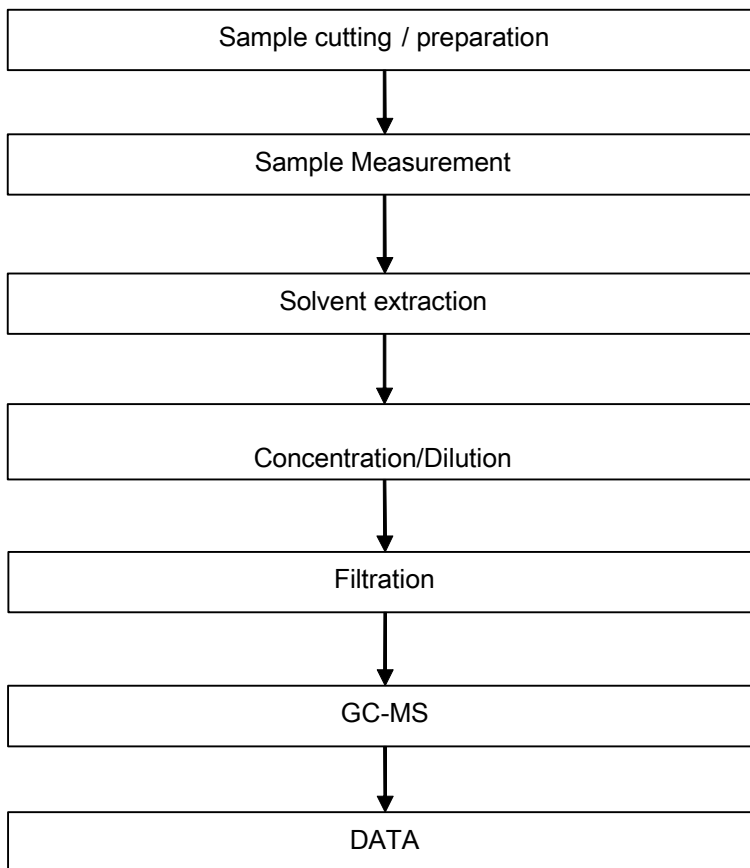 Sample cutting / preparation
Sample Measurement
Solvent extraction
Concentration/Dilution
Filtration
GC-MS
DATA